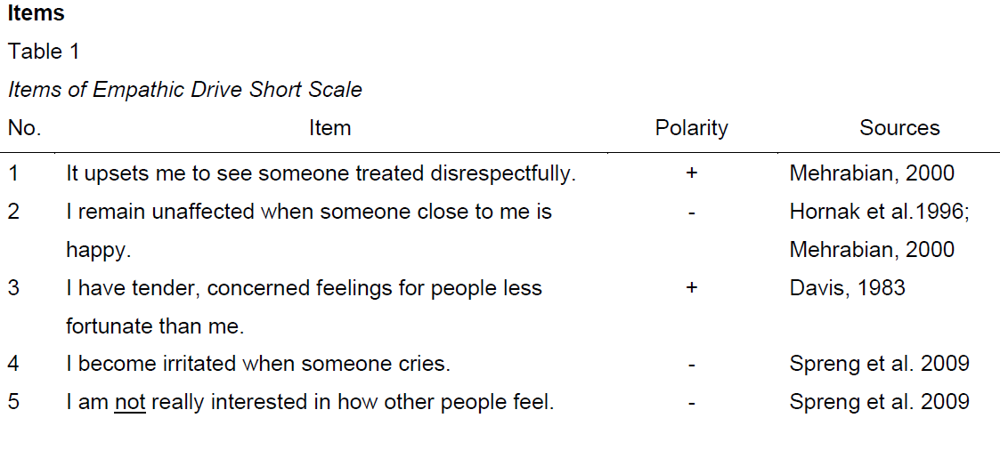 Items
Table 1
Items of Empathic Drive Short Scale
No. Item Polarity Sources
1 It upsets me to see someone treated disrespectfully. + Mehrabian, 2000
2 I remain unaffected when someone close to me is - Hornak et al.1996;
happy. Mehrabian, 2000
3 I have tender, concerned feelings for people less + Davis, 1983
fortunate than me.
4 I become irritated when someone cries. - Spreng et al. 2009
5 I am not really interested in how other people feel. - Spreng et al. 2009